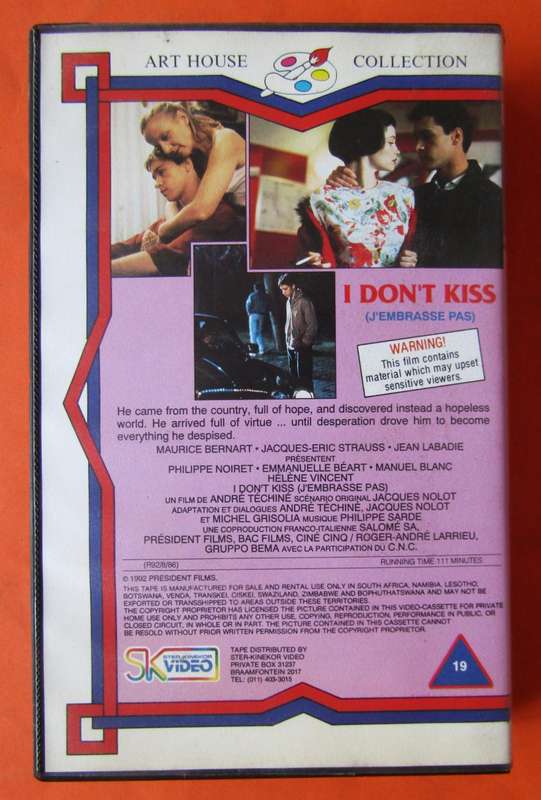 ART HOUSE COLLECTION
I DON'T KISS
(J'EMBRASSE PAS)
WARNING!
This film contains
material which may upset
sensitive viewers.
He came from the country, full of hope, and discovered instead a hopeless
world. He arrived full of virtue ... until desperation drove him to become
everything he despised.
MAURICE BERNART • JACQUES-ERIC STRAUSS • JEAN LABADIE
PRÉSENTENT
PHILIPPE NOIRET • EMMANUELLE BÉART • MANUEL BLANC
HÉLÈNE VINCENT
I DON'T KISS (J'EMBRASSE PAS)
UN FILM DE ANDRÉ TÉCHINÉ SCÉNARIO ORIGINAL JACQUES NOLOT
ADAPTATION ET DIALOGUES ANDRÉ TÉCHINÉ, JACQUES NOLOT
ET MICHEL GRISOLIA MUSIQUE PHILIPPE SARDE
UNE COPRODUCTION FRANCO-ITALIENNE SALOMÉ SA.
PRÉSIDENT FILMS, BAC FILMS, CINÉ CINQ / ROGER-ANDRÉ LARRIEU,
GRUPPO BEMA AVEC LA PARTICIPATION DU C.N.C.
(R92/8/86) RUNNING TIME 111 MINUTES
© 1992 PRESIDENT FILMS.
THIS TAPE IS MANUFACTURED FOR SALE AND RENTAL USE ONLY IN SOUTH AFRICA, NAMIBIA, LESOTHO,
BOTSWANA, VENDA, TRANSKEI, CISKEI, SWAZILAND, ZIMBABWE AND BOPHUTHATSWANA AND MAY NOT BE
EXPORTED OR TRANSSHIPPED TO AREAS OUTSIDE THESE TERRITORIES.
THE COPYRIGHT PROPRIETOR HAS LICENSED THE PICTURE CONTAINED IN THIS VIDEO-CASSETTE FOR PRIVATE
HOME USE ONLY AND PROHIBITS ANY OTHER USE, COPYING, REPRODUCTION, PERFORMANCE IN PUBLIC, OR
CLOSED CIRCUIT, IN WHOLE OR IN PART. THE PICTURE CONTAINED IN THIS CASSETTE CANNOT
BE RESOLD WITHOUT PRIOR WRITTEN PERMISSION FROM THE COPYRIGHT PROPRIETOR.
SK STER-KINEKOR VIDEO
TAPE DISTRIBUTED BY
STER-KINEKOR VIDEO
PRIVATE BOX 31237
BRAAMFONTEIN 2017
TEL: (011) 403-3015
19